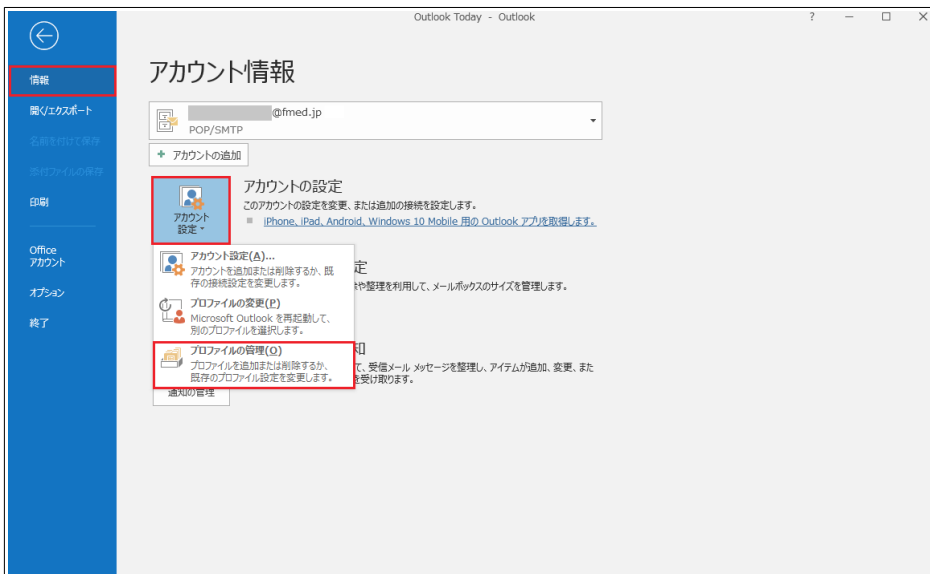 Outlook Today - Outlook
?
情報
開く/エクスポート
名前を付けて保存
添付ファイルの保存
印刷
Office
アカウント
オプション
終了
アカウント情報
@fmed.jp
POP/SMTP
+ アカウントの追加
アカウント
設定
アカウントの設定
このアカウントの設定を変更、または追加の接続を設定します。
iPhone、iPad、Android、Windows 10 Mobile 用の Outlook アプリを取得します。
アカウント設定(A)...
アカウントを追加または削除するか、既
存の接続設定を変更します。
プロファイルの変更(P)
Microsoft Outlook を再起動して、
別のプロファイルを選択します。
プロファイルの管理(O)
プロファイルを追加または削除するか、
既存のプロファイル設定を変更します。
定
や整理を利用して、メールボックスのサイズを管理します。
知
て、受信メール メッセージを整理し、アイテムが追加、変更、また
を受け取ります。
通知の管理